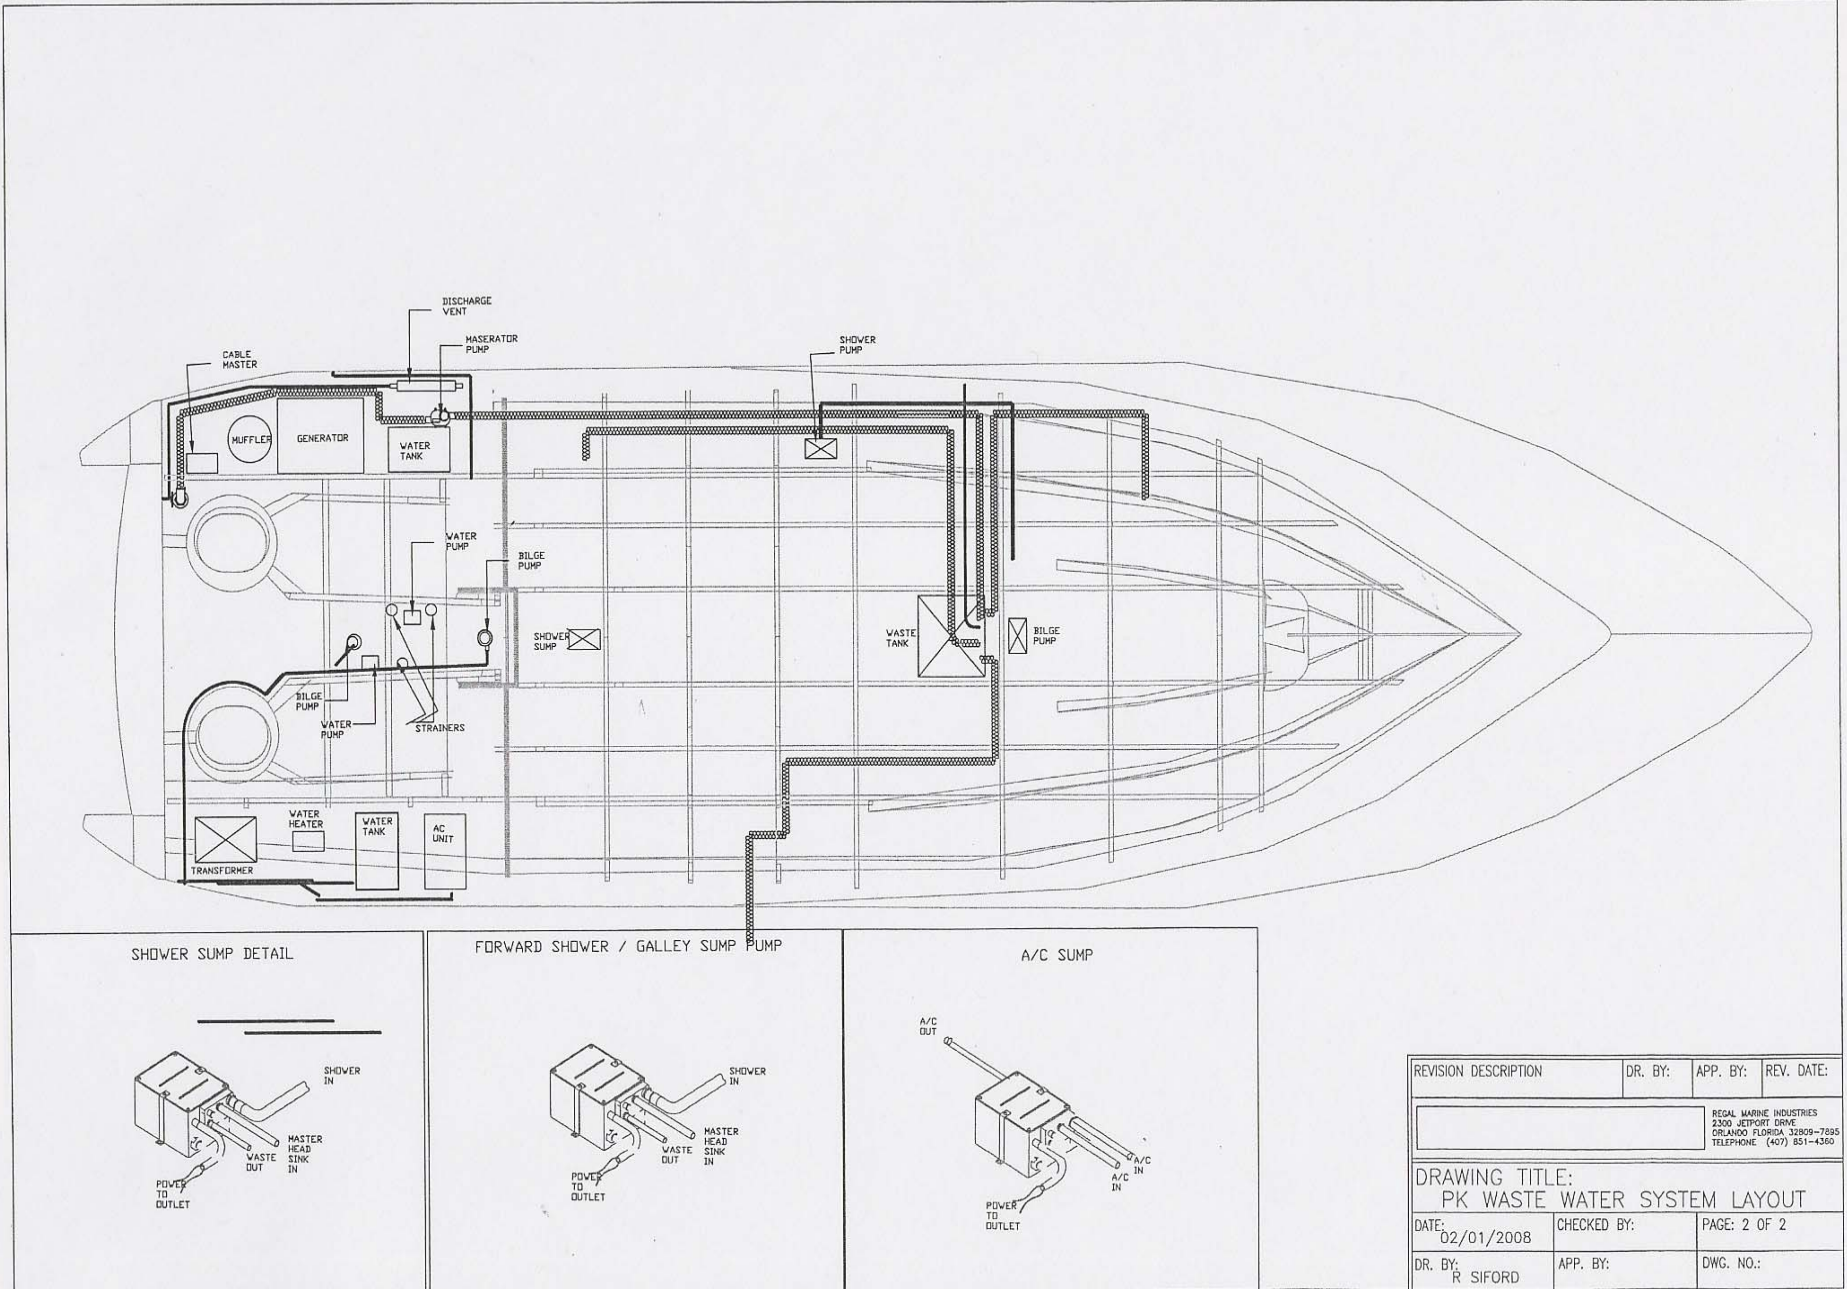 DISCHARGE
VENT
MASERATOR
PUMP
CABLE
MASTER
SHOWER
PUMP
MUFFLER
GENERATOR
WATER
TANK
WATER
PUMP
BILGE
PUMP
SHOWER
SUMP
WASTE
TANK
BILGE
PUMP
BILGE
PUMP
WATER
PUMP
STRAINERS
WATER
HEATER
WATER
TANK
AC
UNIT
TRANSFORMER
SHOWER SUMP DETAIL
SHOWER
IN
MASTER
HEAD
SINK
IN
WASTE
OUT
POWER
TO
OUTLET
FORWARD SHOWER / GALLEY SUMP PUMP
SHOWER
IN
MASTER
HEAD
SINK
IN
WASTE
OUT
POWER
TO
OUTLET
A/C SUMP
A/C
OUT
A/C
IN
A/C
IN
POWER
TO
OUTLET
REVISION DESCRIPTION DR. BY: APP. BY: REV. DATE:
REGAL MARINE INDUSTRIES
2300 JETPORT DRIVE
ORLANDO FLORIDA 32809-7895
TELEPHONE (407) 851-4360
DRAWING TITLE:
PK WASTE WATER SYSTEM LAYOUT
DATE: 02/01/2008 CHECKED BY: PAGE: 2 OF 2
DR. BY: R SIFORD APP. BY: DWG. NO.: